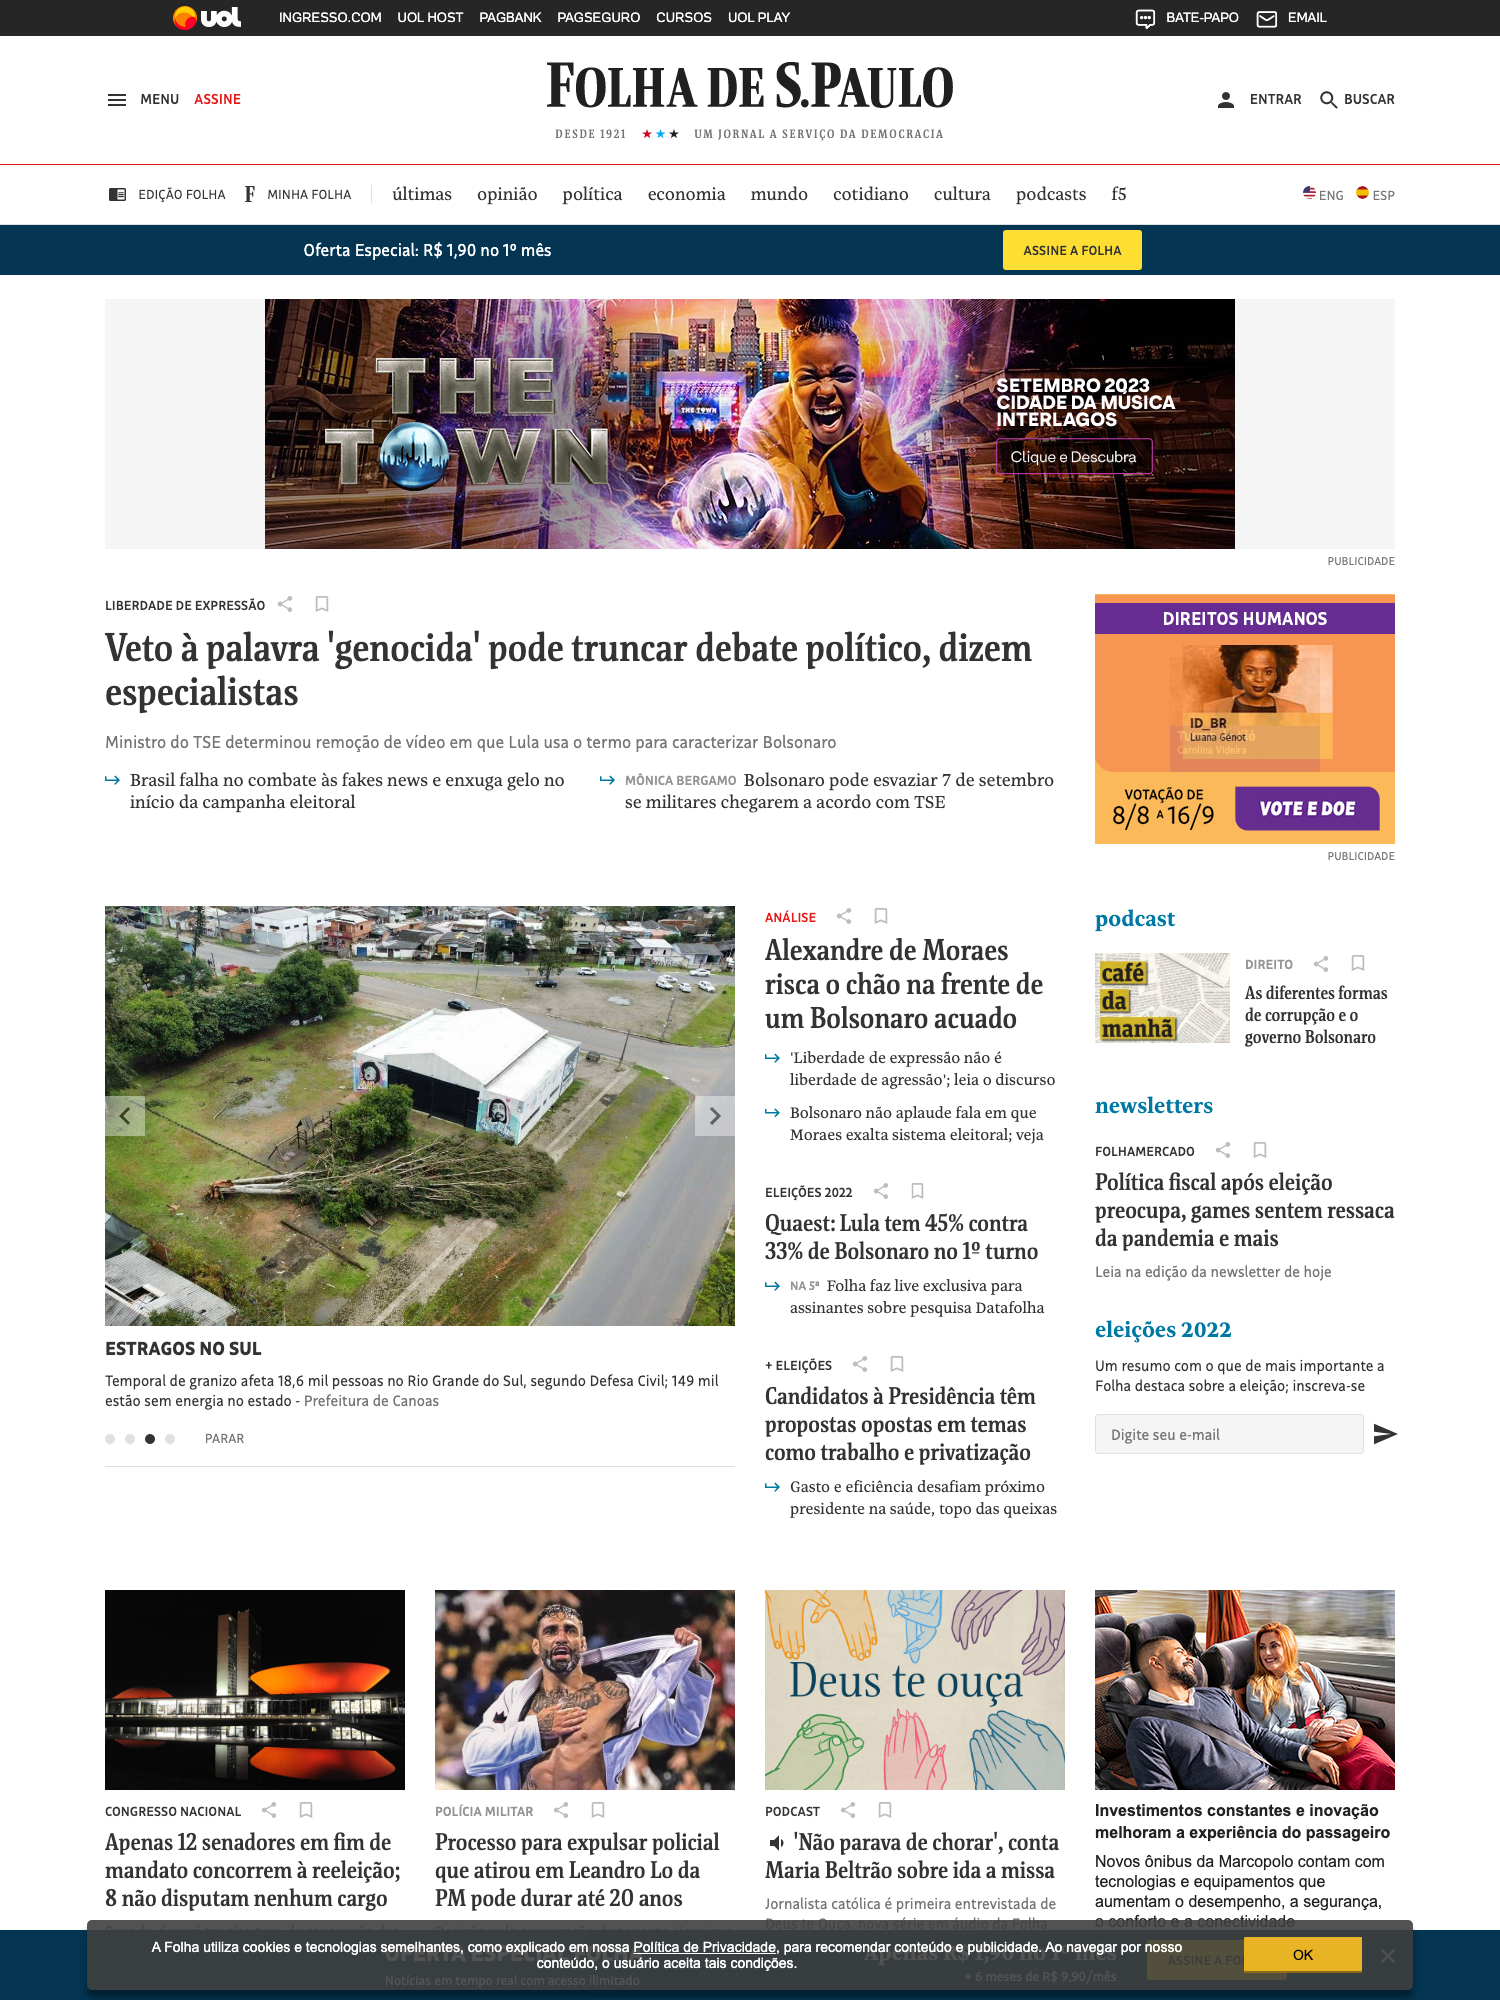 uol INGRESSO.COM UOL HOST PAGBANK PAGSEGURO CURSOS UOL PLAY BATE-PAPO EMAIL
MENU ASSINE FOLHA DE S.PAULO ENTRAR BUSCAR
DESDE 1921 ★★★ UM JORNAL A SERVIÇO DA DEMOCRACIA
EDIÇÃO FOLHA F MINHA FOLHA últimas opinião política economia mundo cotidiano cultura podcasts f5 ENG ESP
Oferta Especial: R$ 1,90 no 1º mês ASSINE A FOLHA
THE
TOWN
THE TOWN
SETEMBRO 2023
CIDADE DA MÚSICA
INTERLAGOS
Clique e Descubra
PUBLICIDADE
LIBERDADE DE EXPRESSÃO
Veto à palavra 'genocida' pode truncar debate político, dizem
especialistas
Ministro do TSE determinou remoção de vídeo em que Lula usa o termo para caracterizar Bolsonaro
Brasil falha no combate às fakes news e enxuga gelo no
início da campanha eleitoral
MÔNICA BERGAMO Bolsonaro pode esvaziar 7 de setembro
se militares chegarem a acordo com TSE
DIREITOS HUMANOS
ID_BR
Luana Génot
Carolina Videira
VOTAÇÃO DE
8/8 A 16/9
VOTE E DOE
PUBLICIDADE
ESTRAGOS NO SUL
Temporal de granizo afeta 18,6 mil pessoas no Rio Grande do Sul, segundo Defesa Civil; 149 mil
estão sem energia no estado - Prefeitura de Canoas
PARAR
ANÁLISE
Alexandre de Moraes
risca o chão na frente de
um Bolsonaro acuado
'Liberdade de expressão não é
liberdade de agressão'; leia o discurso
Bolsonaro não aplaude fala em que
Moraes exalta sistema eleitoral; veja
ELEIÇÕES 2022
Quaest: Lula tem 45% contra
33% de Bolsonaro no 1º turno
NA 5ª Folha faz live exclusiva para
assinantes sobre pesquisa Datafolha
+ ELEIÇÕES
Candidatos à Presidência têm
propostas opostas em temas
como trabalho e privatização
Gasto e eficiência desafiam próximo
presidente na saúde, topo das queixas
podcast
café
da
manhã
DIREITO
As diferentes formas
de corrupção e o
governo Bolsonaro
newsletters
FOLHAMERCADO
Política fiscal após eleição
preocupa, games sentem ressaca
da pandemia e mais
Leia na edição da newsletter de hoje
eleições 2022
Um resumo com o que de mais importante a
Folha destaca sobre a eleição; inscreva-se
Digite seu e-mail
CONGRESSO NACIONAL
Apenas 12 senadores em fim de
mandato concorrem à reeleição;
8 não disputam nenhum cargo
POLÍCIA MILITAR
Processo para expulsar policial
que atirou em Leandro Lo da
PM pode durar até 20 anos
Deus te ouça
PODCAST
'Não parava de chorar', conta
Maria Beltrão sobre ida a missa
Jornalista católica é primeira entrevistada de
Deus te Ouça, nova série em áudio da Folha
Investimentos constantes e inovação
melhoram a experiência do passageiro
Novos ônibus da Marcopolo contam com
tecnologias e equipamentos que
aumentam o desempenho, a segurança,
o conforto e a conectividade
A Folha utiliza cookies e tecnologias semelhantes, como explicado em nossa Política de Privacidade, para recomendar conteúdo e publicidade. Ao navegar por nosso
conteúdo, o usuário aceita tais condições.
OK
Notícias em tempo real com acesso ilimitado
Apenas R$ 1,90 no 1º mês
+ 6 meses de R$ 9,90/mês
ASSINE A FO